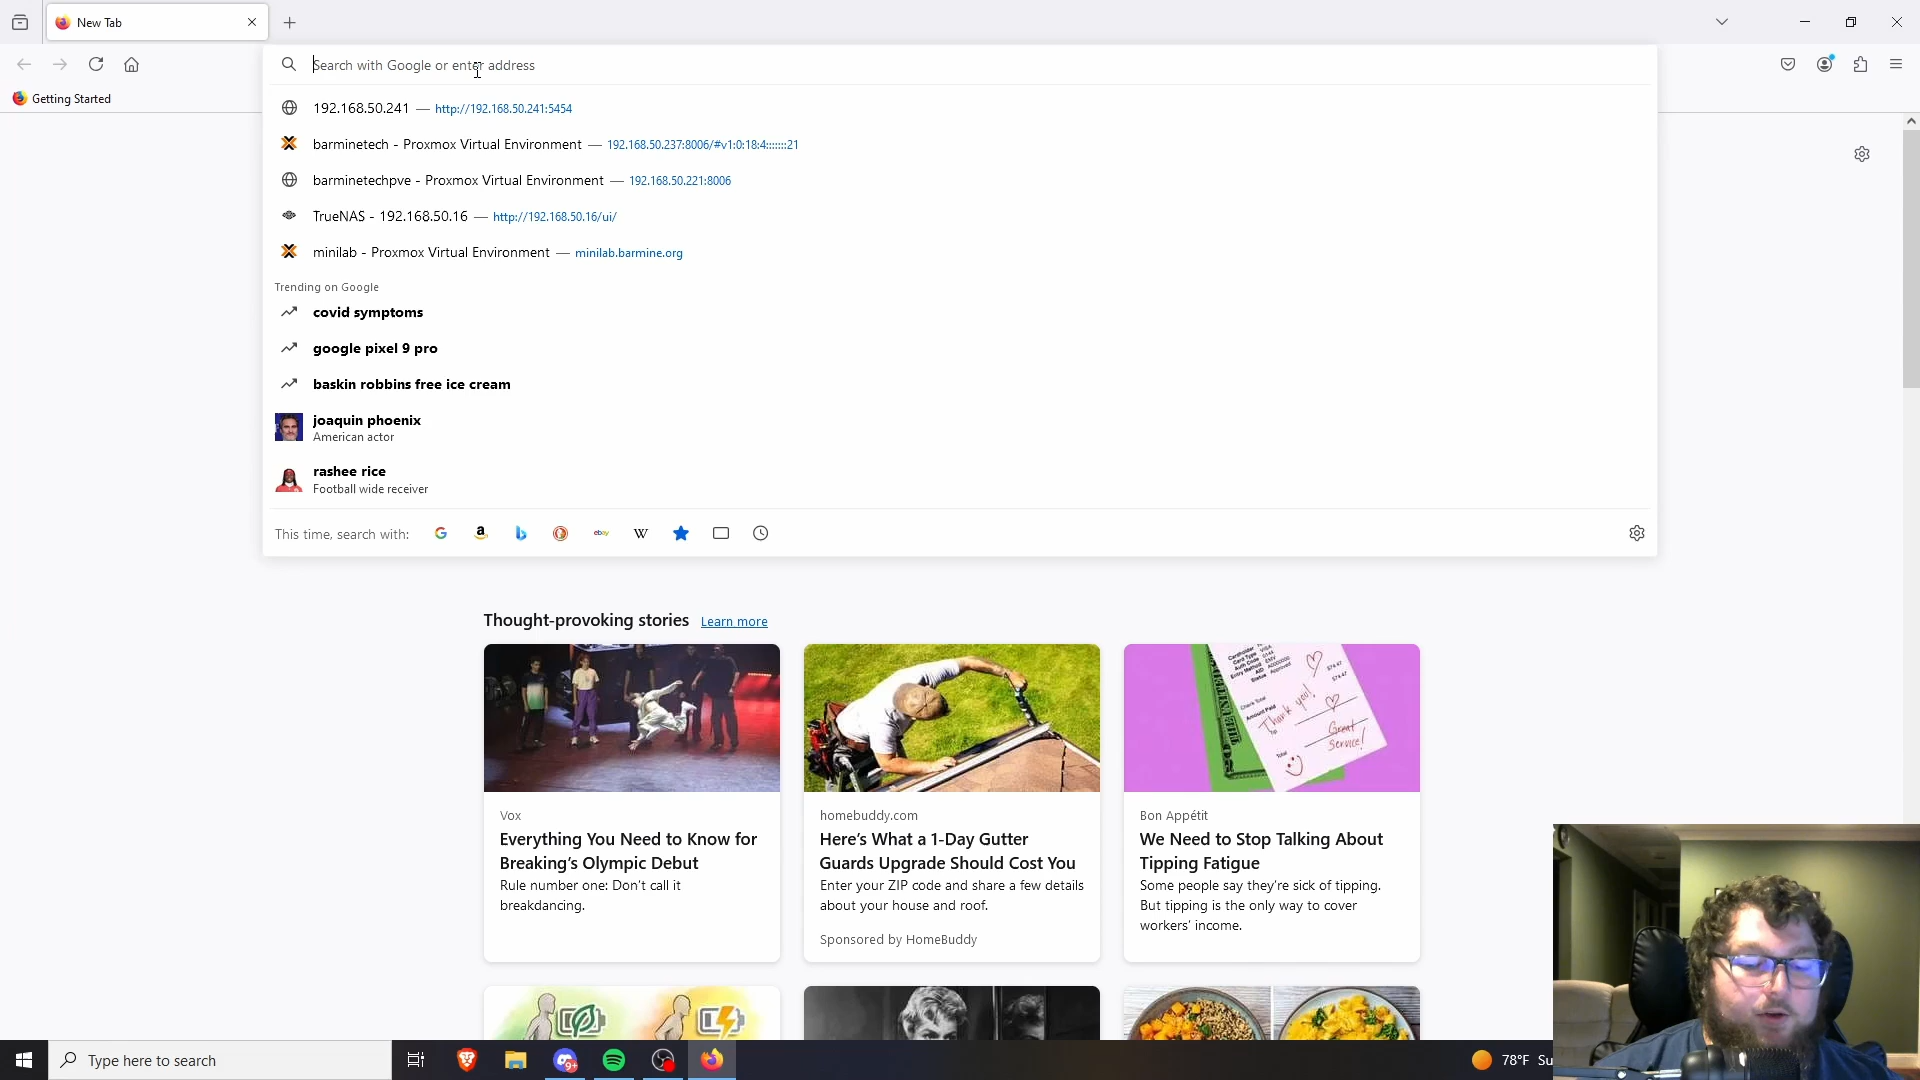 New Tab
Search with Google or enter address
Getting Started
192.168.50.241 — http://192.168.50.241:5454
barminetech - Proxmox Virtual Environment — 192.168.50.237:8006/#v1:0:18:4:::::::21
barminetechpve - Proxmox Virtual Environment — 192.168.50.221:8006
TrueNAS - 192.168.50.16 — http://192.168.50.16/ui/
minilab - Proxmox Virtual Environment — minilab.barmine.org
Trending on Google
covid symptoms
google pixel 9 pro
baskin robbins free ice cream
joaquin phoenix
American actor
rashee rice
Football wide receiver
This time, search with:
Thought-provoking stories Learn more
Thank you!
Great
Service!
Vox
Everything You Need to Know for
Breaking's Olympic Debut
Rule number one: Don't call it
breakdancing.
homebuddy.com
Here's What a 1-Day Gutter
Guards Upgrade Should Cost You
Enter your ZIP code and share a few details
about your house and roof.
Sponsored by HomeBuddy
Bon Appétit
We Need to Stop Talking About
Tipping Fatigue
Some people say they're sick of tipping.
But tipping is the only way to cover
workers' income.
Type here to search
9+
78°F Su